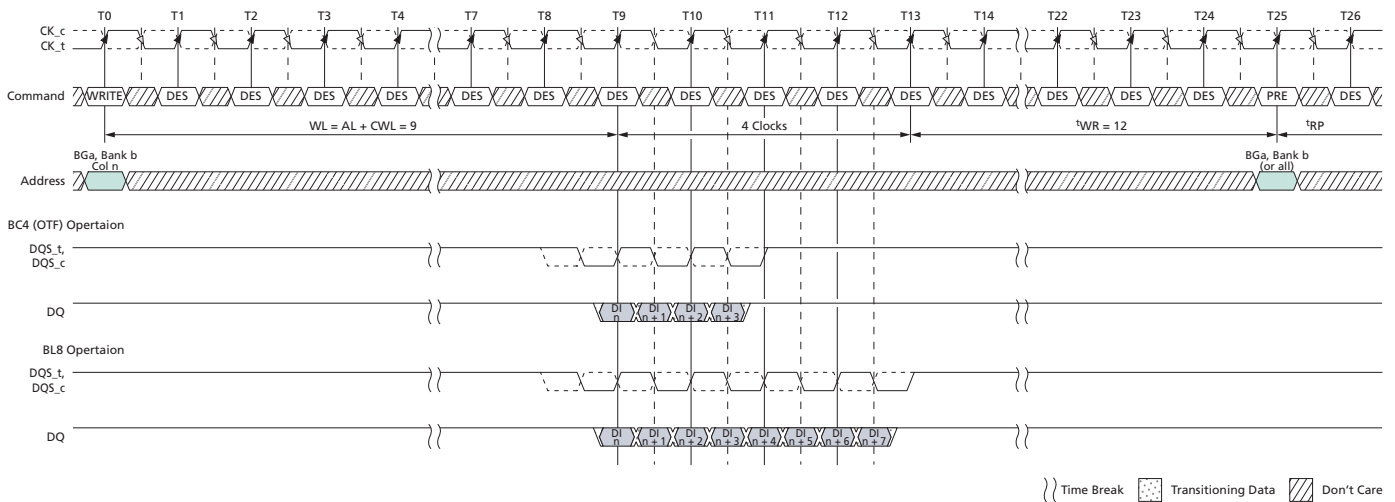 T0 T1 T2 T3 T4 T7 T8 T9 T10 T11 T12 T13 T14 T22 T23 T24 T25 T26
CK_c
CK_t
Command WRITE DES DES DES DES DES DES DES DES DES DES DES DES DES DES DES PRE DES
WL = AL + CWL = 9 4 Clocks tWR = 12 tRP
BGa, Bank b
Col n
BGa, Bank b
(or all)
Address
BC4 (OTF) Opertaion
DQS_t,
DQS_c
DQ
DI
n
DI
n + 1
DI
n + 2
DI
n + 3
BL8 Opertaion
DQS_t,
DQS_c
DQ
DI
n
DI
n + 1
DI
n + 2
DI
n + 3
DI
n + 4
DI
n + 5
DI
n + 6
DI
n + 7
Time Break Transitioning Data Don't Care